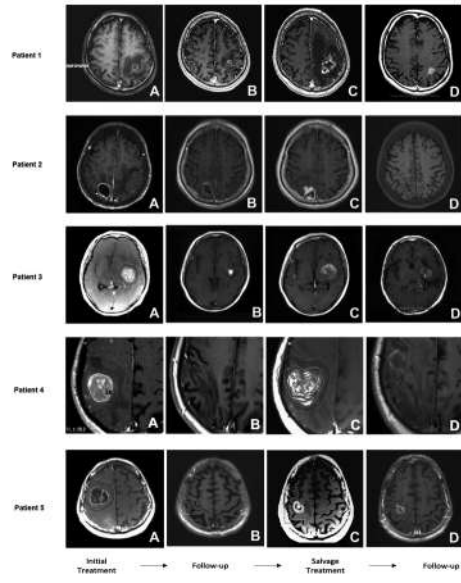 Patient 1
A B C D
Patient 2
A B C D
Patient 3
A B C D
Patient 4
A B C D
Patient 5
A B C D
Initial Treatment → Follow-up → Salvage Treatment → Follow-up